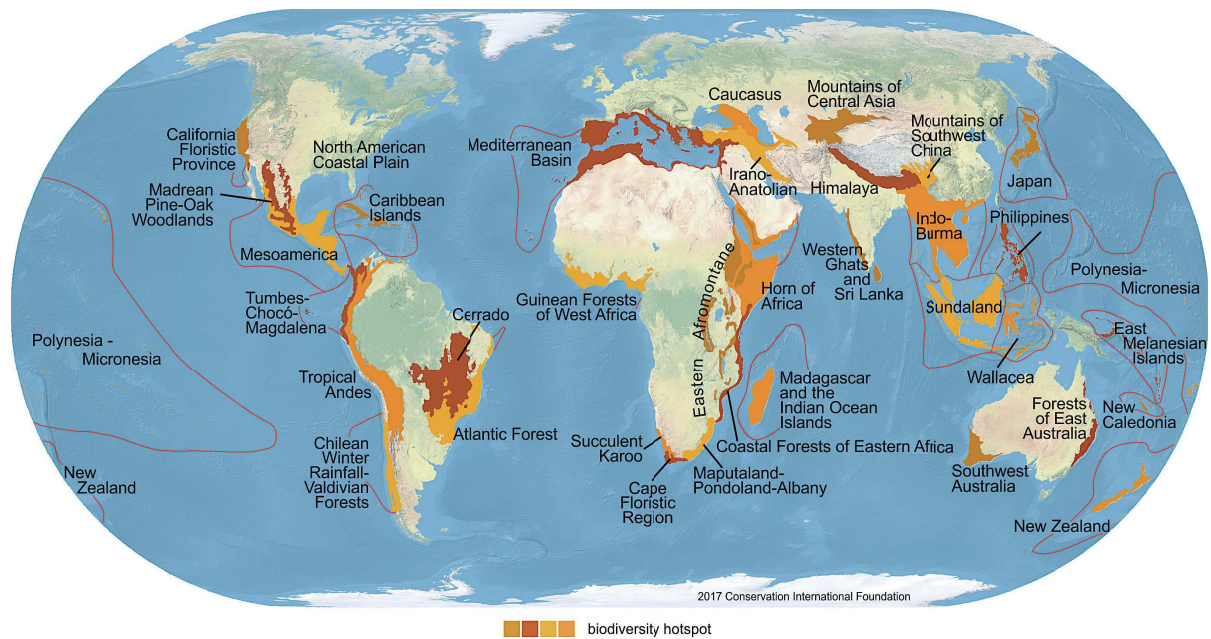 Caucasus
Mountains of
Central Asia
Mountains of
Southwest
China
California
Floristic
Province
North American
Coastal Plain
Mediterranean
Basin
Irano-
Anatolian
Himalaya
Japan
Madrean
Pine-Oak
Woodlands
Caribbean
Islands
Indo-
Burma
Philippines
Mesoamerica
Western
Ghats
and
Sri Lanka
Polynesia-
Micronesia
Tumbes-
Chocó-
Magdalena
Cerrado
Guinean Forests
of West Africa
Eastern Afromontane
Horn of
Africa
Sundaland
Polynesia -
Micronesia
East
Melanesian
Islands
Wallacea
Tropical
Andes
Madagascar
and the
Indian Ocean
Islands
Forests
of East
Australia
New
Caledonia
Atlantic Forest
Chilean
Winter
Rainfall-
Valdivian
Forests
Succulent
Karoo
Coastal Forests of Eastern Africa
Maputaland-
Pondoland-Albany
Cape
Floristic
Region
Southwest
Australia
New
Zealand
New Zealand
2017 Conservation International Foundation
biodiversity hotspot